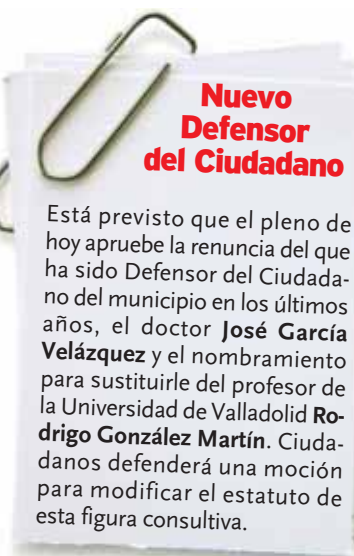 Nuevo
Defensor
del Ciudadano
Está previsto que el pleno de
hoy apruebe la renuncia del que
ha sido Defensor del Ciudada-
no del municipio en los últimos
años, el doctor José García
Velázquez y el nombramiento
para sustituirle del profesor de
la Universidad de Valladolid Ro-
drigo González Martín. Ciuda-
danos defenderá una moción
para modificar el estatuto de
esta figura consultiva.